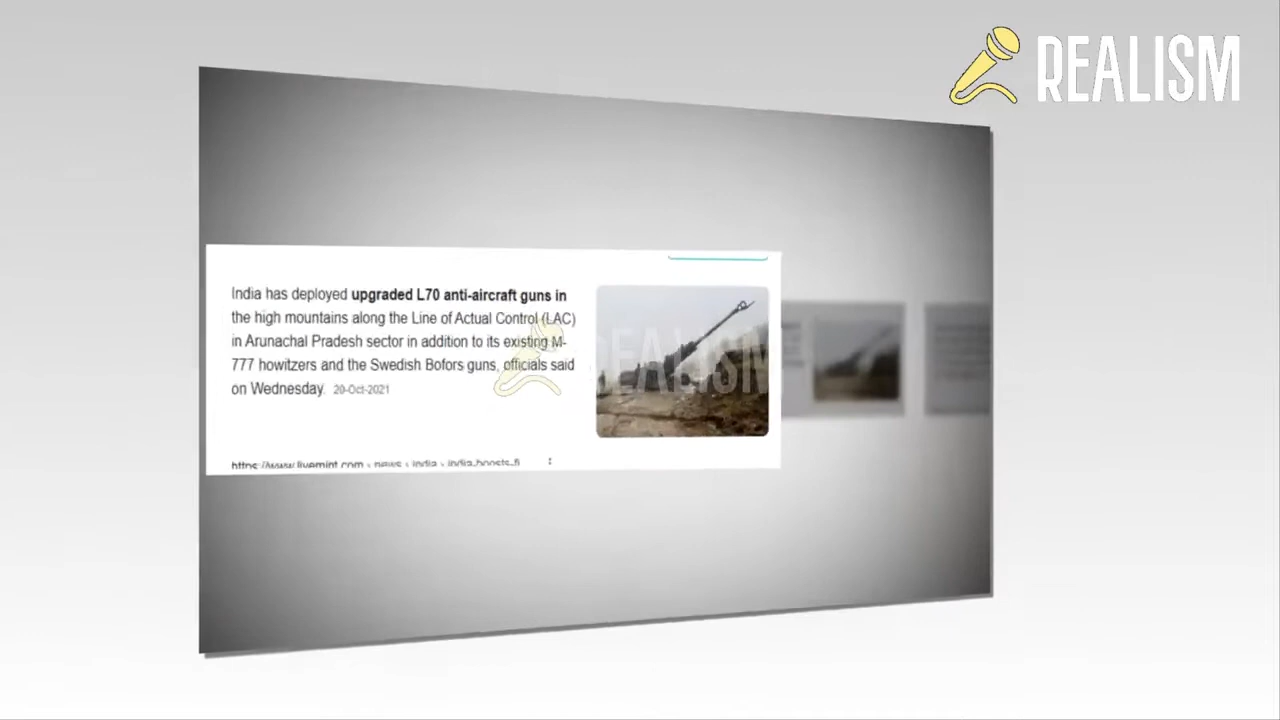 REALISM
India has deployed upgraded L70 anti-aircraft guns in
the high mountains along the Line of Actual Control (LAC)
in Arunachal Pradesh sector in addition to its existing M-
777 howitzers and the Swedish Bofors guns, officials said
on Wednesday. 20-Oct-2021
REALISM
https://www.livemint.com › news › india › india-boosts-fi